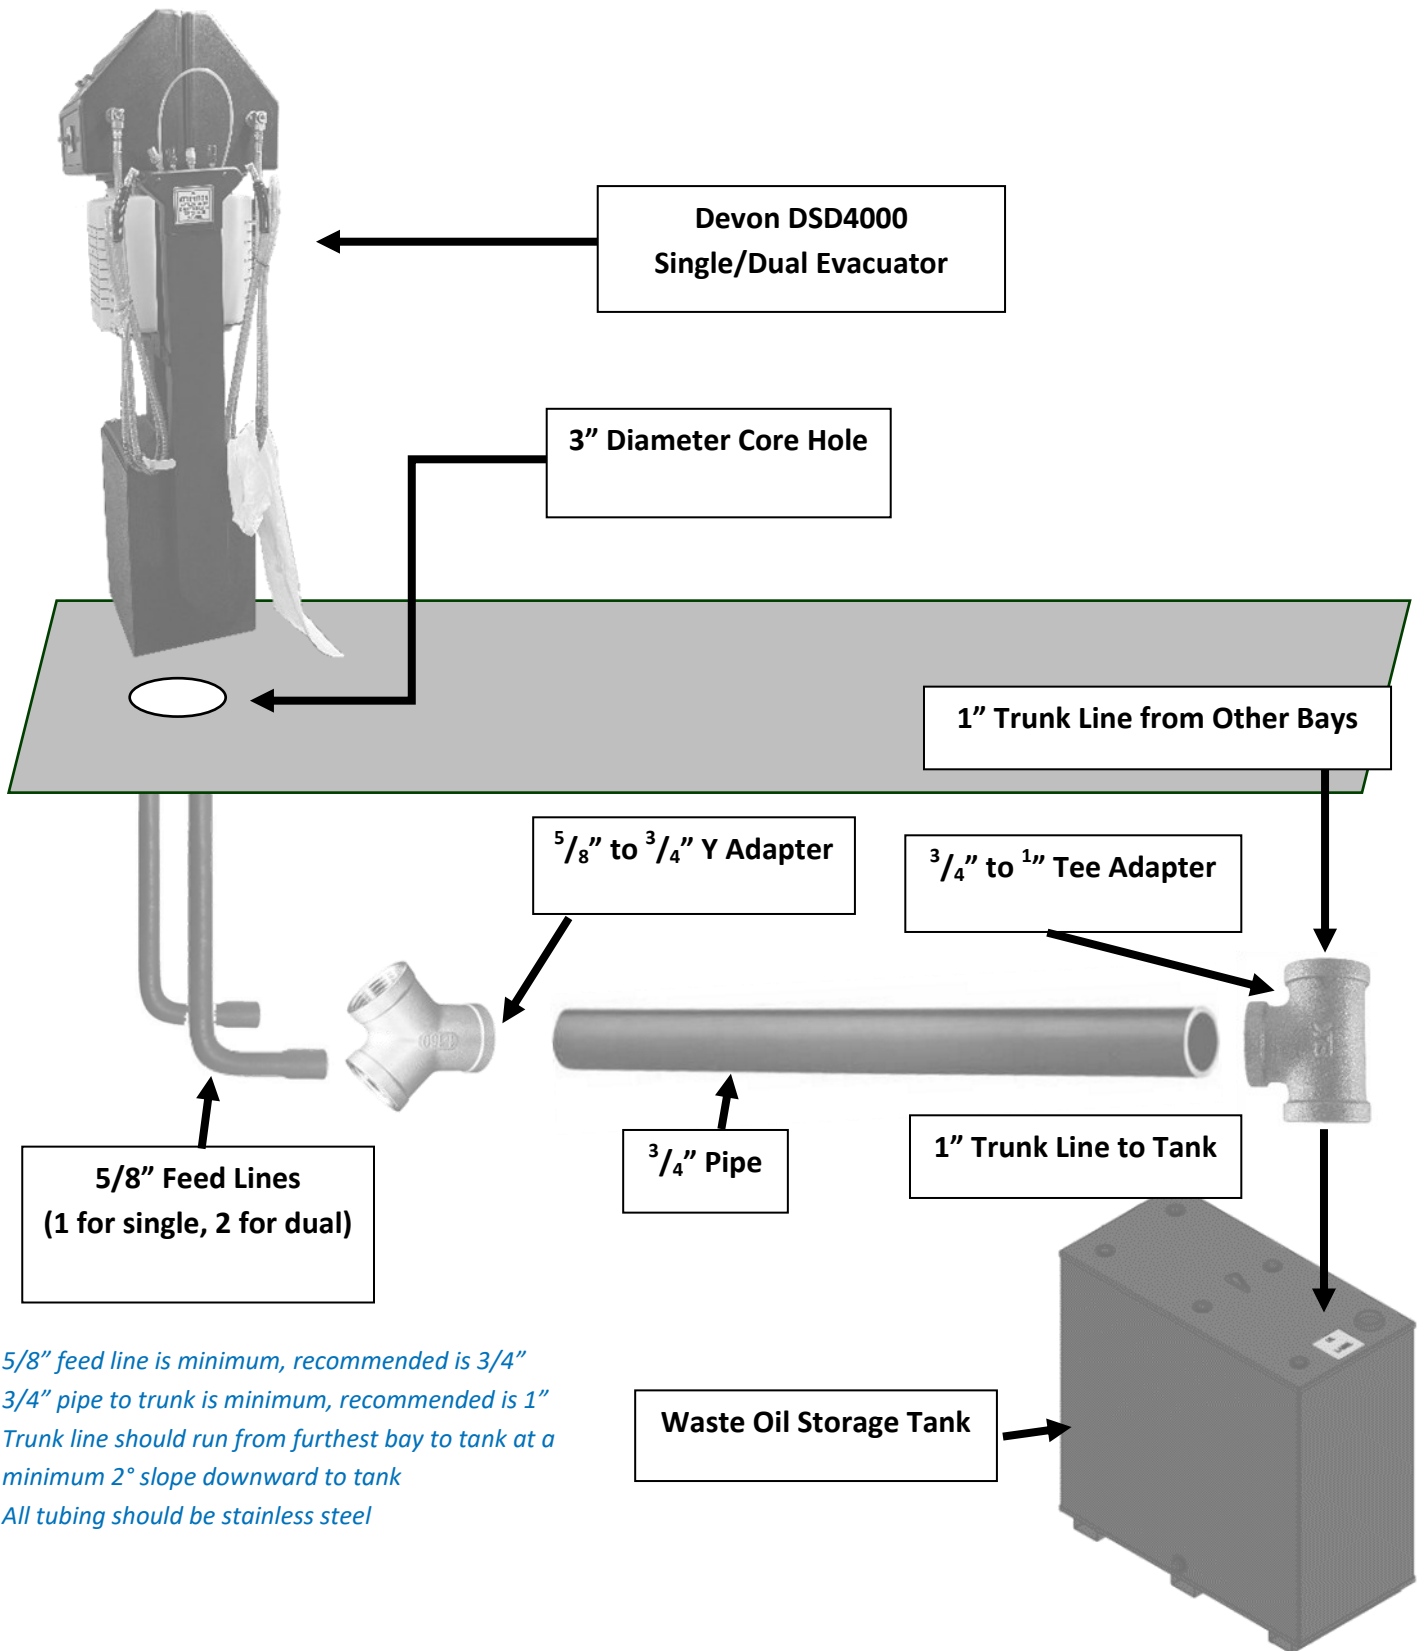 Devon DSD4000
Single/Dual Evacuator
3” Diameter Core Hole
1” Trunk Line from Other Bays
5/8” to 3/4” Y Adapter
3/4” to 1” Tee Adapter
5/8” Feed Lines
(1 for single, 2 for dual)
3/4” Pipe
1” Trunk Line to Tank
Waste Oil Storage Tank
5/8” feed line is minimum, recommended is 3/4”
3/4” pipe to trunk is minimum, recommended is 1”
Trunk line should run from furthest bay to tank at a
minimum 2° slope downward to tank
All tubing should be stainless steel